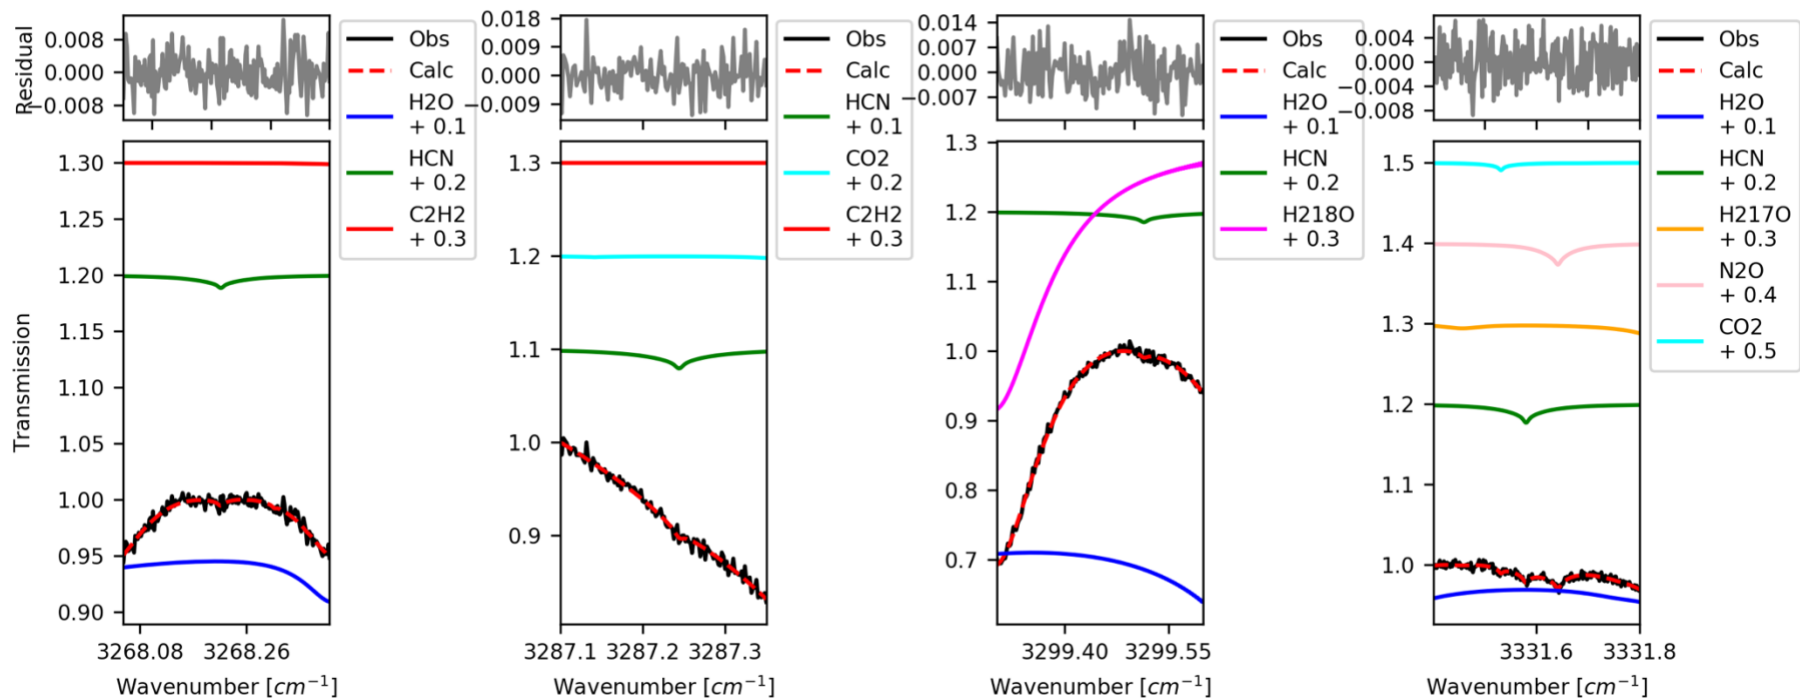 Residual
0.008
0.000
−0.008
Obs
Calc
H2O
+ 0.1
HCN
+ 0.2
C2H2
+ 0.3
0.018
0.009
0.000
−0.009
Obs
Calc
HCN
+ 0.1
CO2
+ 0.2
C2H2
+ 0.3
0.014
0.007
0.000
−0.007
Obs
Calc
H2O
+ 0.1
HCN
+ 0.2
H218O
+ 0.3
0.004
0.000
−0.004
−0.008
Obs
Calc
H2O
+ 0.1
HCN
+ 0.2
H217O
+ 0.3
N2O
+ 0.4
CO2
+ 0.5
Transmission
1.30
1.25
1.20
1.15
1.10
1.05
1.00
0.95
0.90
3268.08 3268.26
Wavenumber [cm⁻¹]
1.3
1.2
1.1
1.0
0.9
3287.1 3287.2 3287.3
Wavenumber [cm⁻¹]
1.3
1.2
1.1
1.0
0.9
0.8
0.7
3299.40 3299.55
Wavenumber [cm⁻¹]
1.5
1.4
1.3
1.2
1.1
1.0
3331.6 3331.8
Wavenumber [cm⁻¹]